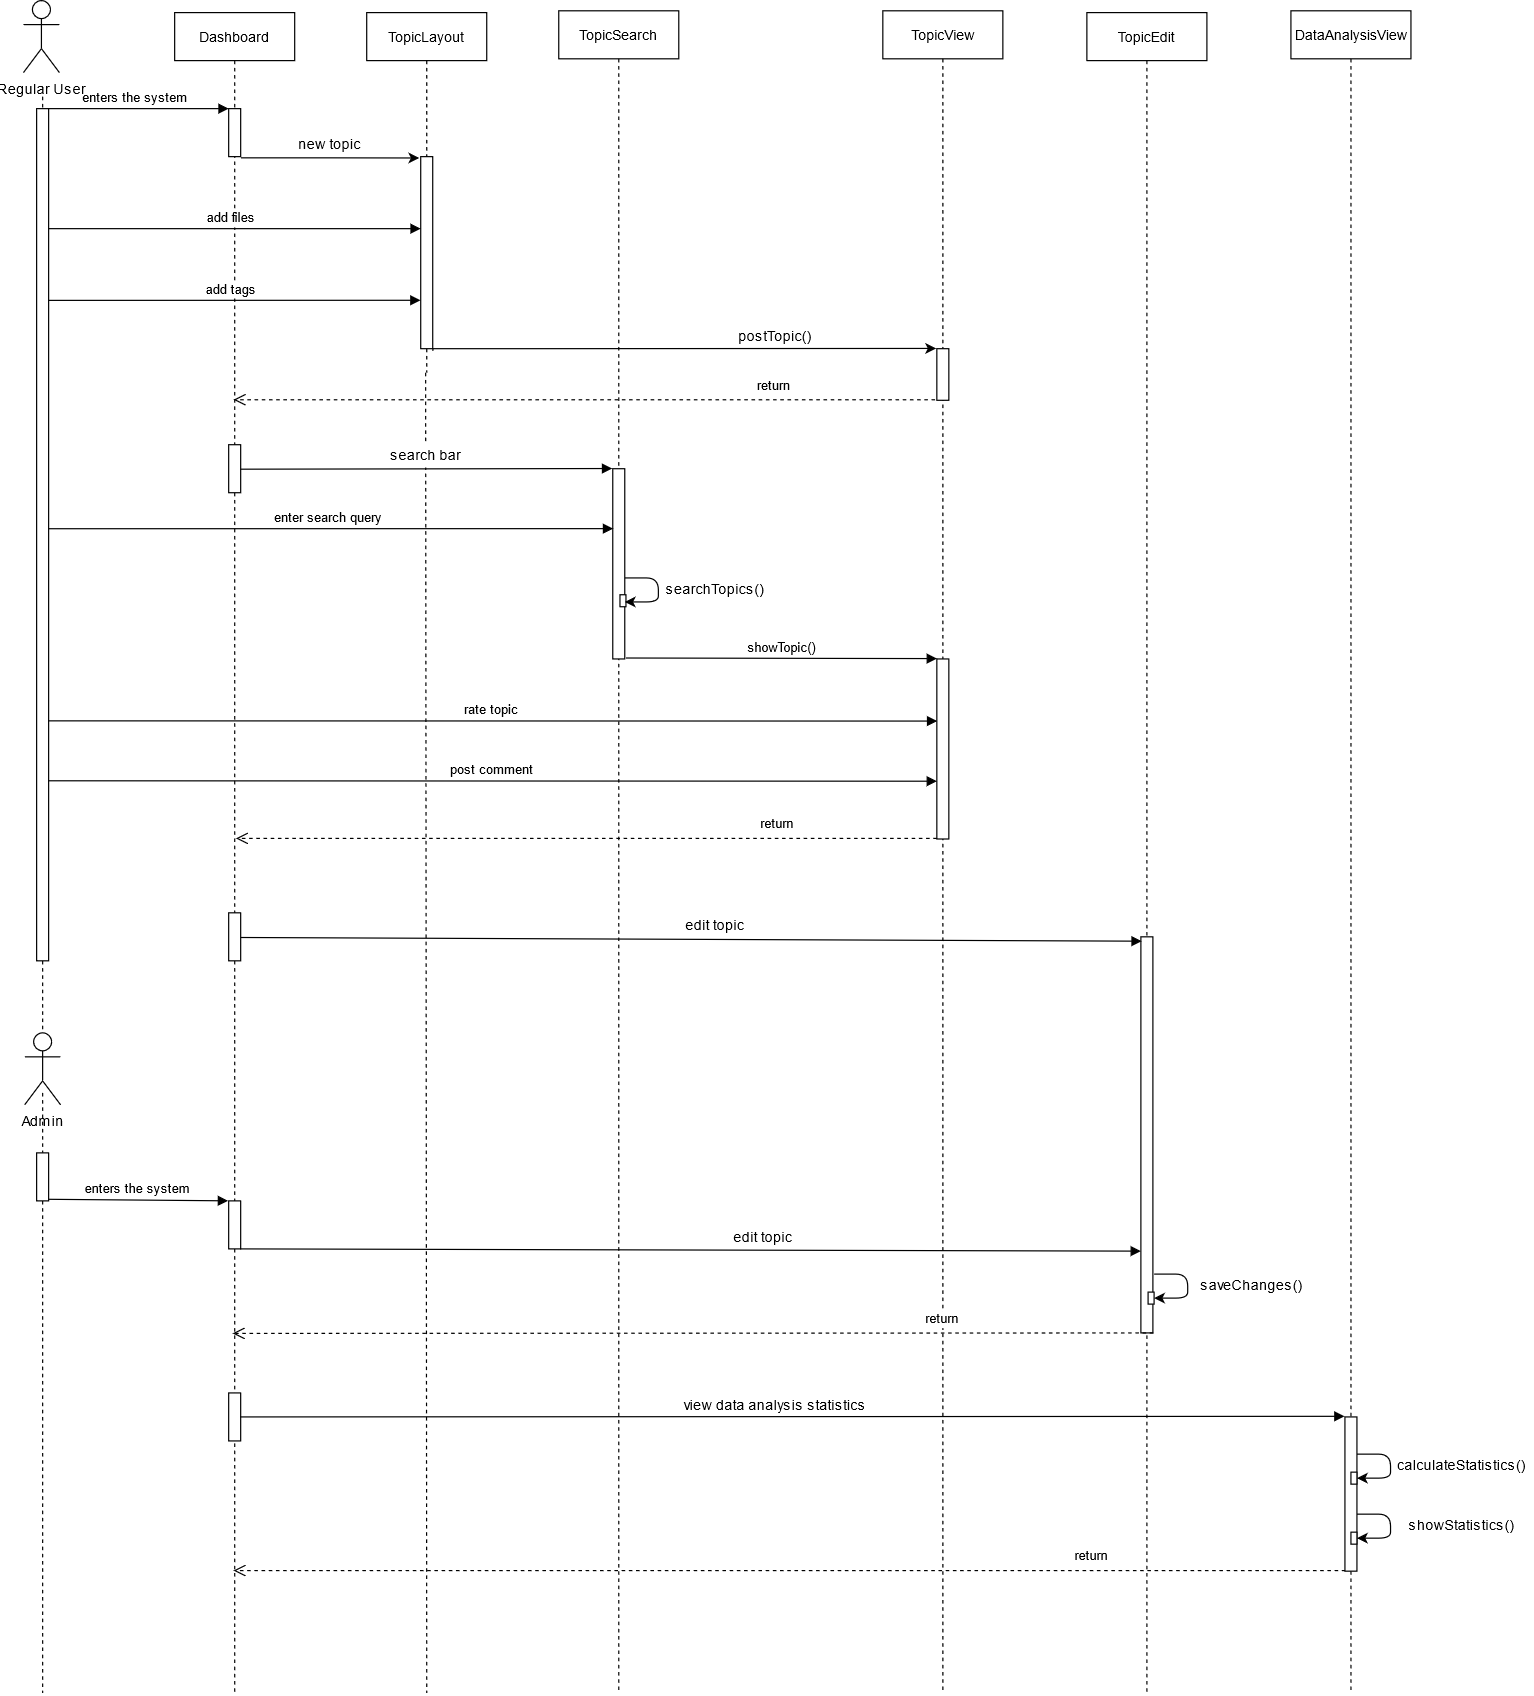 Regular User
Dashboard
TopicLayout
TopicSearch
TopicView
TopicEdit
DataAnalysisView
enters the system
new topic
add files
add tags
postTopic()
return
search bar
enter search query
searchTopics()
showTopic()
rate topic
post comment
return
edit topic
Admin
enters the system
edit topic
saveChanges()
return
view data analysis statistics
calculateStatistics()
showStatistics()
return